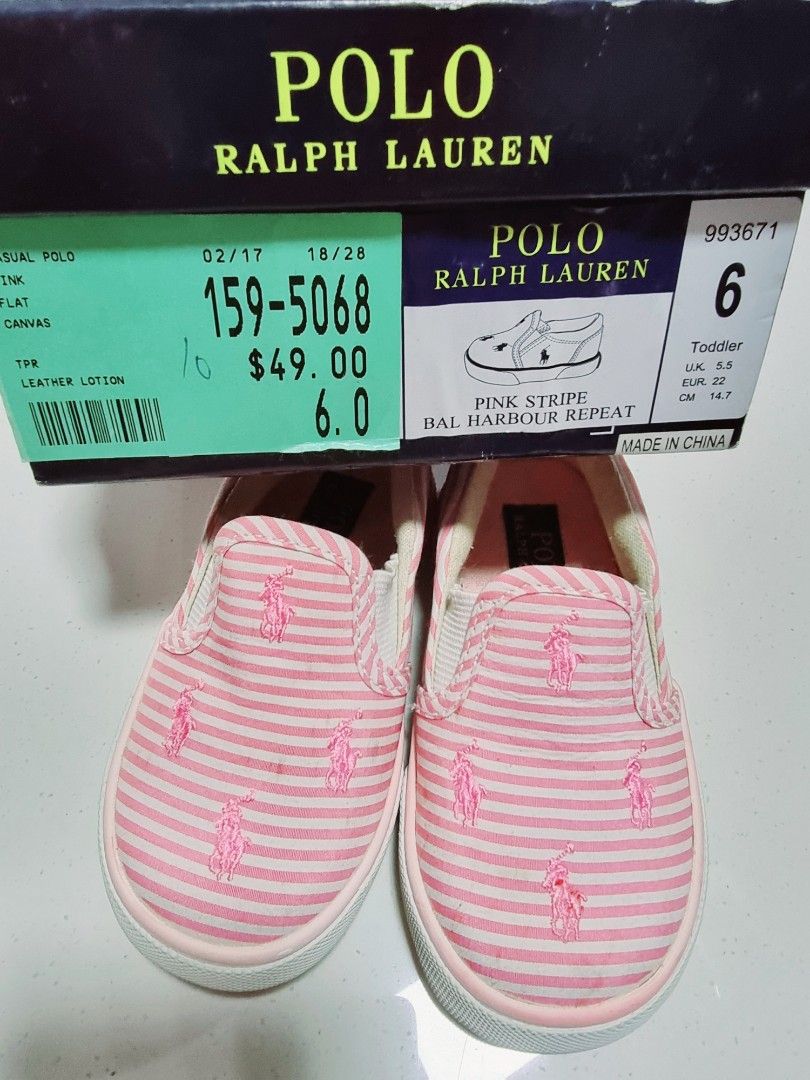 POLO
RALPH LAUREN
ASUAL POLO
INK
FLAT
CANVAS
TPR
LEATHER LOTION
02/17 18/28
159-5068
10
$49.00
6.0
POLO
RALPH LAUREN
PINK STRIPE
BAL HARBOUR REPEAT
993671
6
Toddler
U.K. 5.5
EUR. 22
CM 14.7
MADE IN CHINA
PO
RALPH